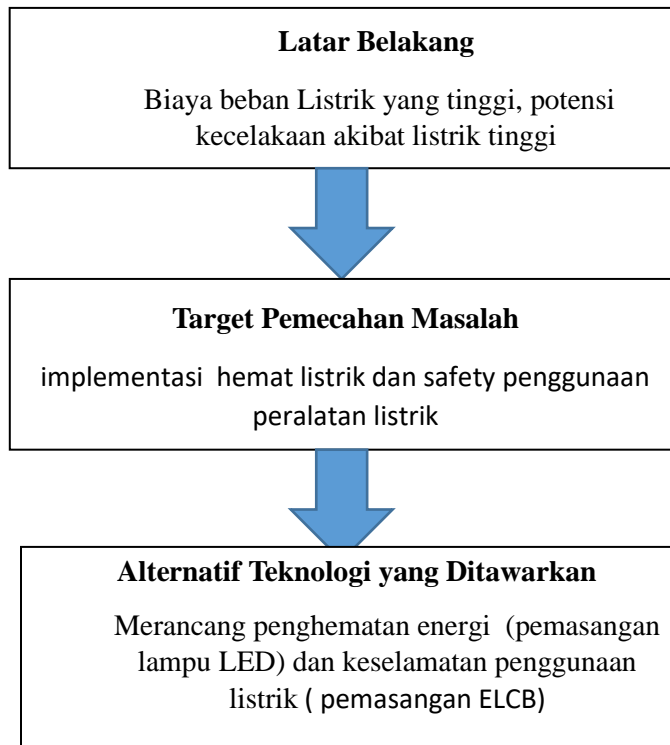 Latar Belakang
Biaya beban Listrik yang tinggi, potensi
kecelakaan akibat listrik tinggi
Target Pemecahan Masalah
implementasi  hemat listrik dan safety penggunaan
peralatan listrik
Alternatif Teknologi yang Ditawarkan
Merancang penghematan energi  (pemasangan
lampu LED) dan keselamatan penggunaan
listrik ( pemasangan ELCB)